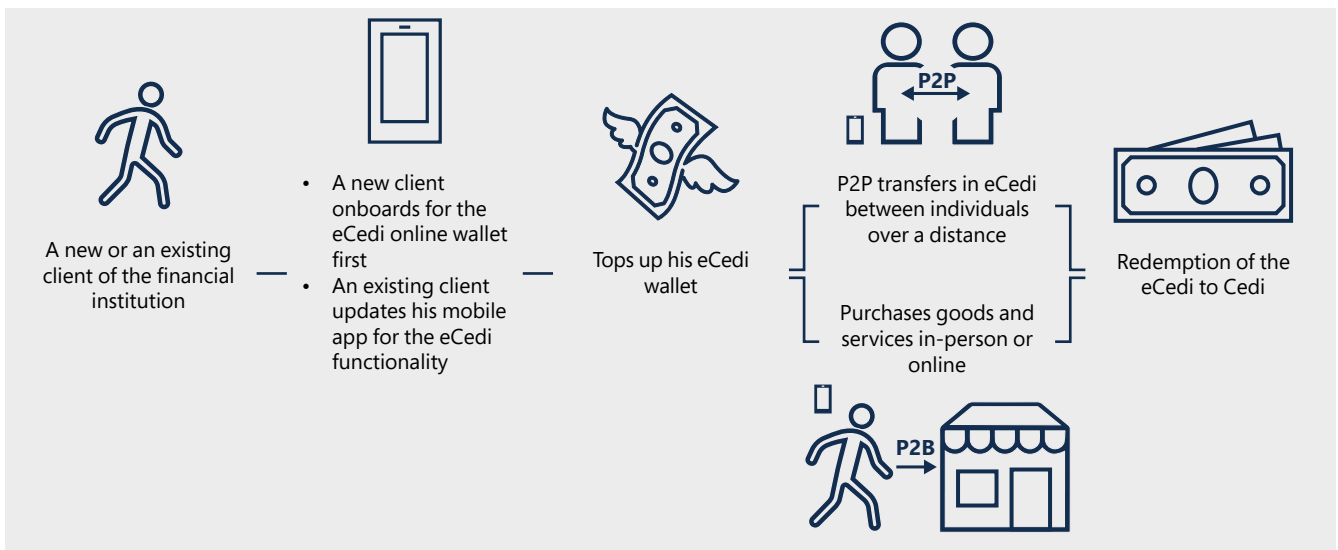 A new or an existing
client of the financial
institution
• A new client
onboards for the
eCedi online wallet
first
• An existing client
updates his mobile
app for the eCedi
functionality
Tops up his eCedi
wallet
P2P
P2P transfers in eCedi
between individuals
over a distance
Purchases goods and
services in-person or
online
P2B
Redemption of the
eCedi to Cedi